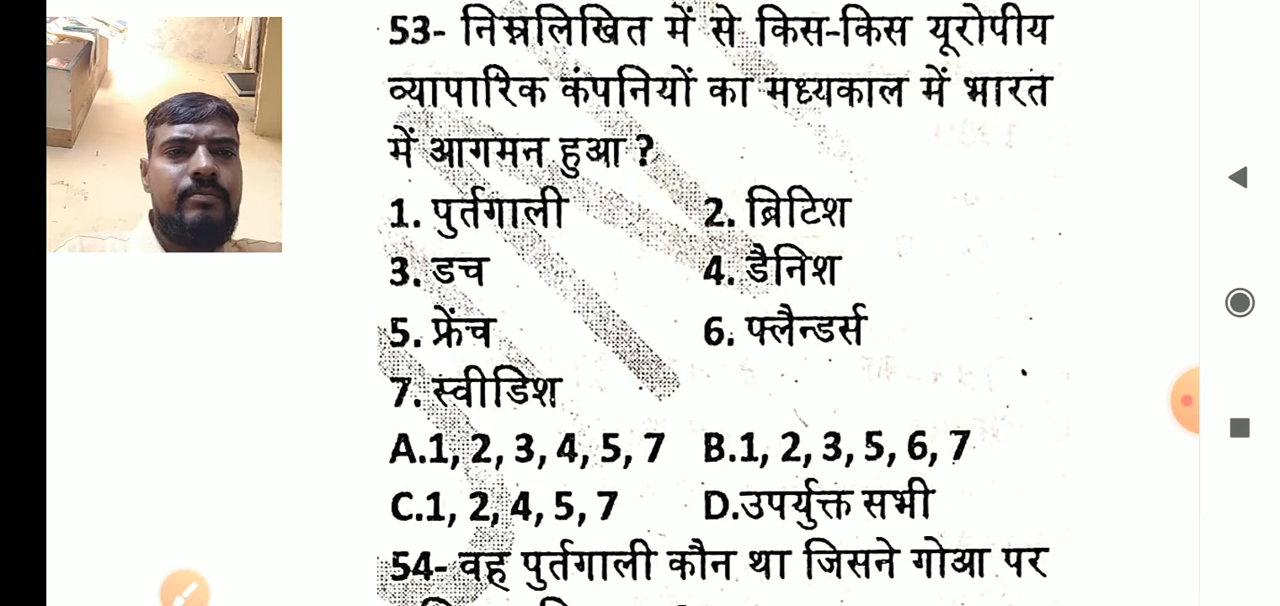 53- निम्नलिखित में से किस-किस यूरोपीय
व्यापारिक कंपनियों का मध्यकाल में भारत
में आगमन हुआ ?
1. पुर्तगाली 2. ब्रिटिश
3. डच 4. डैनिश
5. फ्रेंच 6. फ्लैन्डर्स
7. स्वीडिश
A.1, 2, 3, 4, 5, 7 B.1, 2, 3, 5, 6, 7
C.1, 2, 4, 5, 7 D.उपर्युक्त सभी
54- वह पुर्तगाली कौन था जिसने गोआ पर